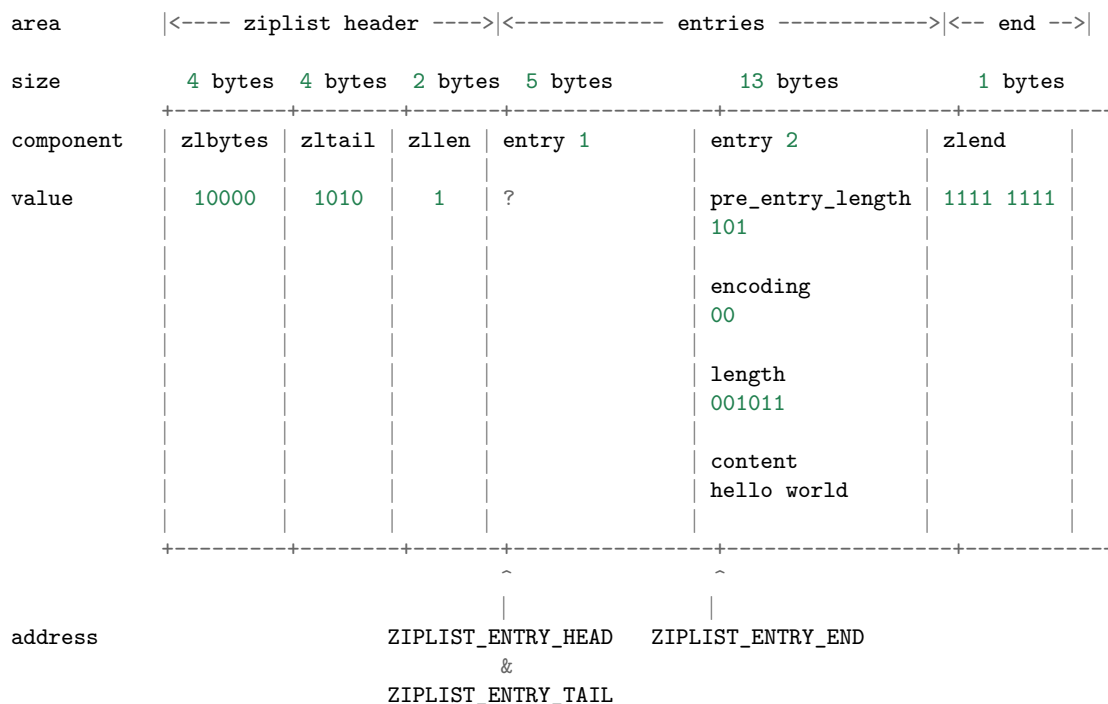 area |<---- ziplist header ---->|<----------- entries ------------>|<-- end -->|
size 4 bytes 4 bytes 2 bytes 5 bytes 13 bytes 1 bytes
+---------+--------+-------+----------------+------------------+-----------
component | zlbytes | zltail | zllen | entry 1 | entry 2 | zlend |
| | | | | | |
value | 10000 | 1010 | 1 | ? | pre_entry_length | 1111 1111 |
| | | | | 101 | |
| | | | | | |
| | | | | encoding | |
| | | | | 00 | |
| | | | | | |
| | | | | length | |
| | | | | 001011 | |
| | | | | | |
| | | | | content | |
| | | | | hello world | |
| | | | | | |
+---------+--------+-------+----------------+------------------+-----------
^ ^
| |
address ZIPLIST_ENTRY_HEAD ZIPLIST_ENTRY_END
&
ZIPLIST_ENTRY_TAIL